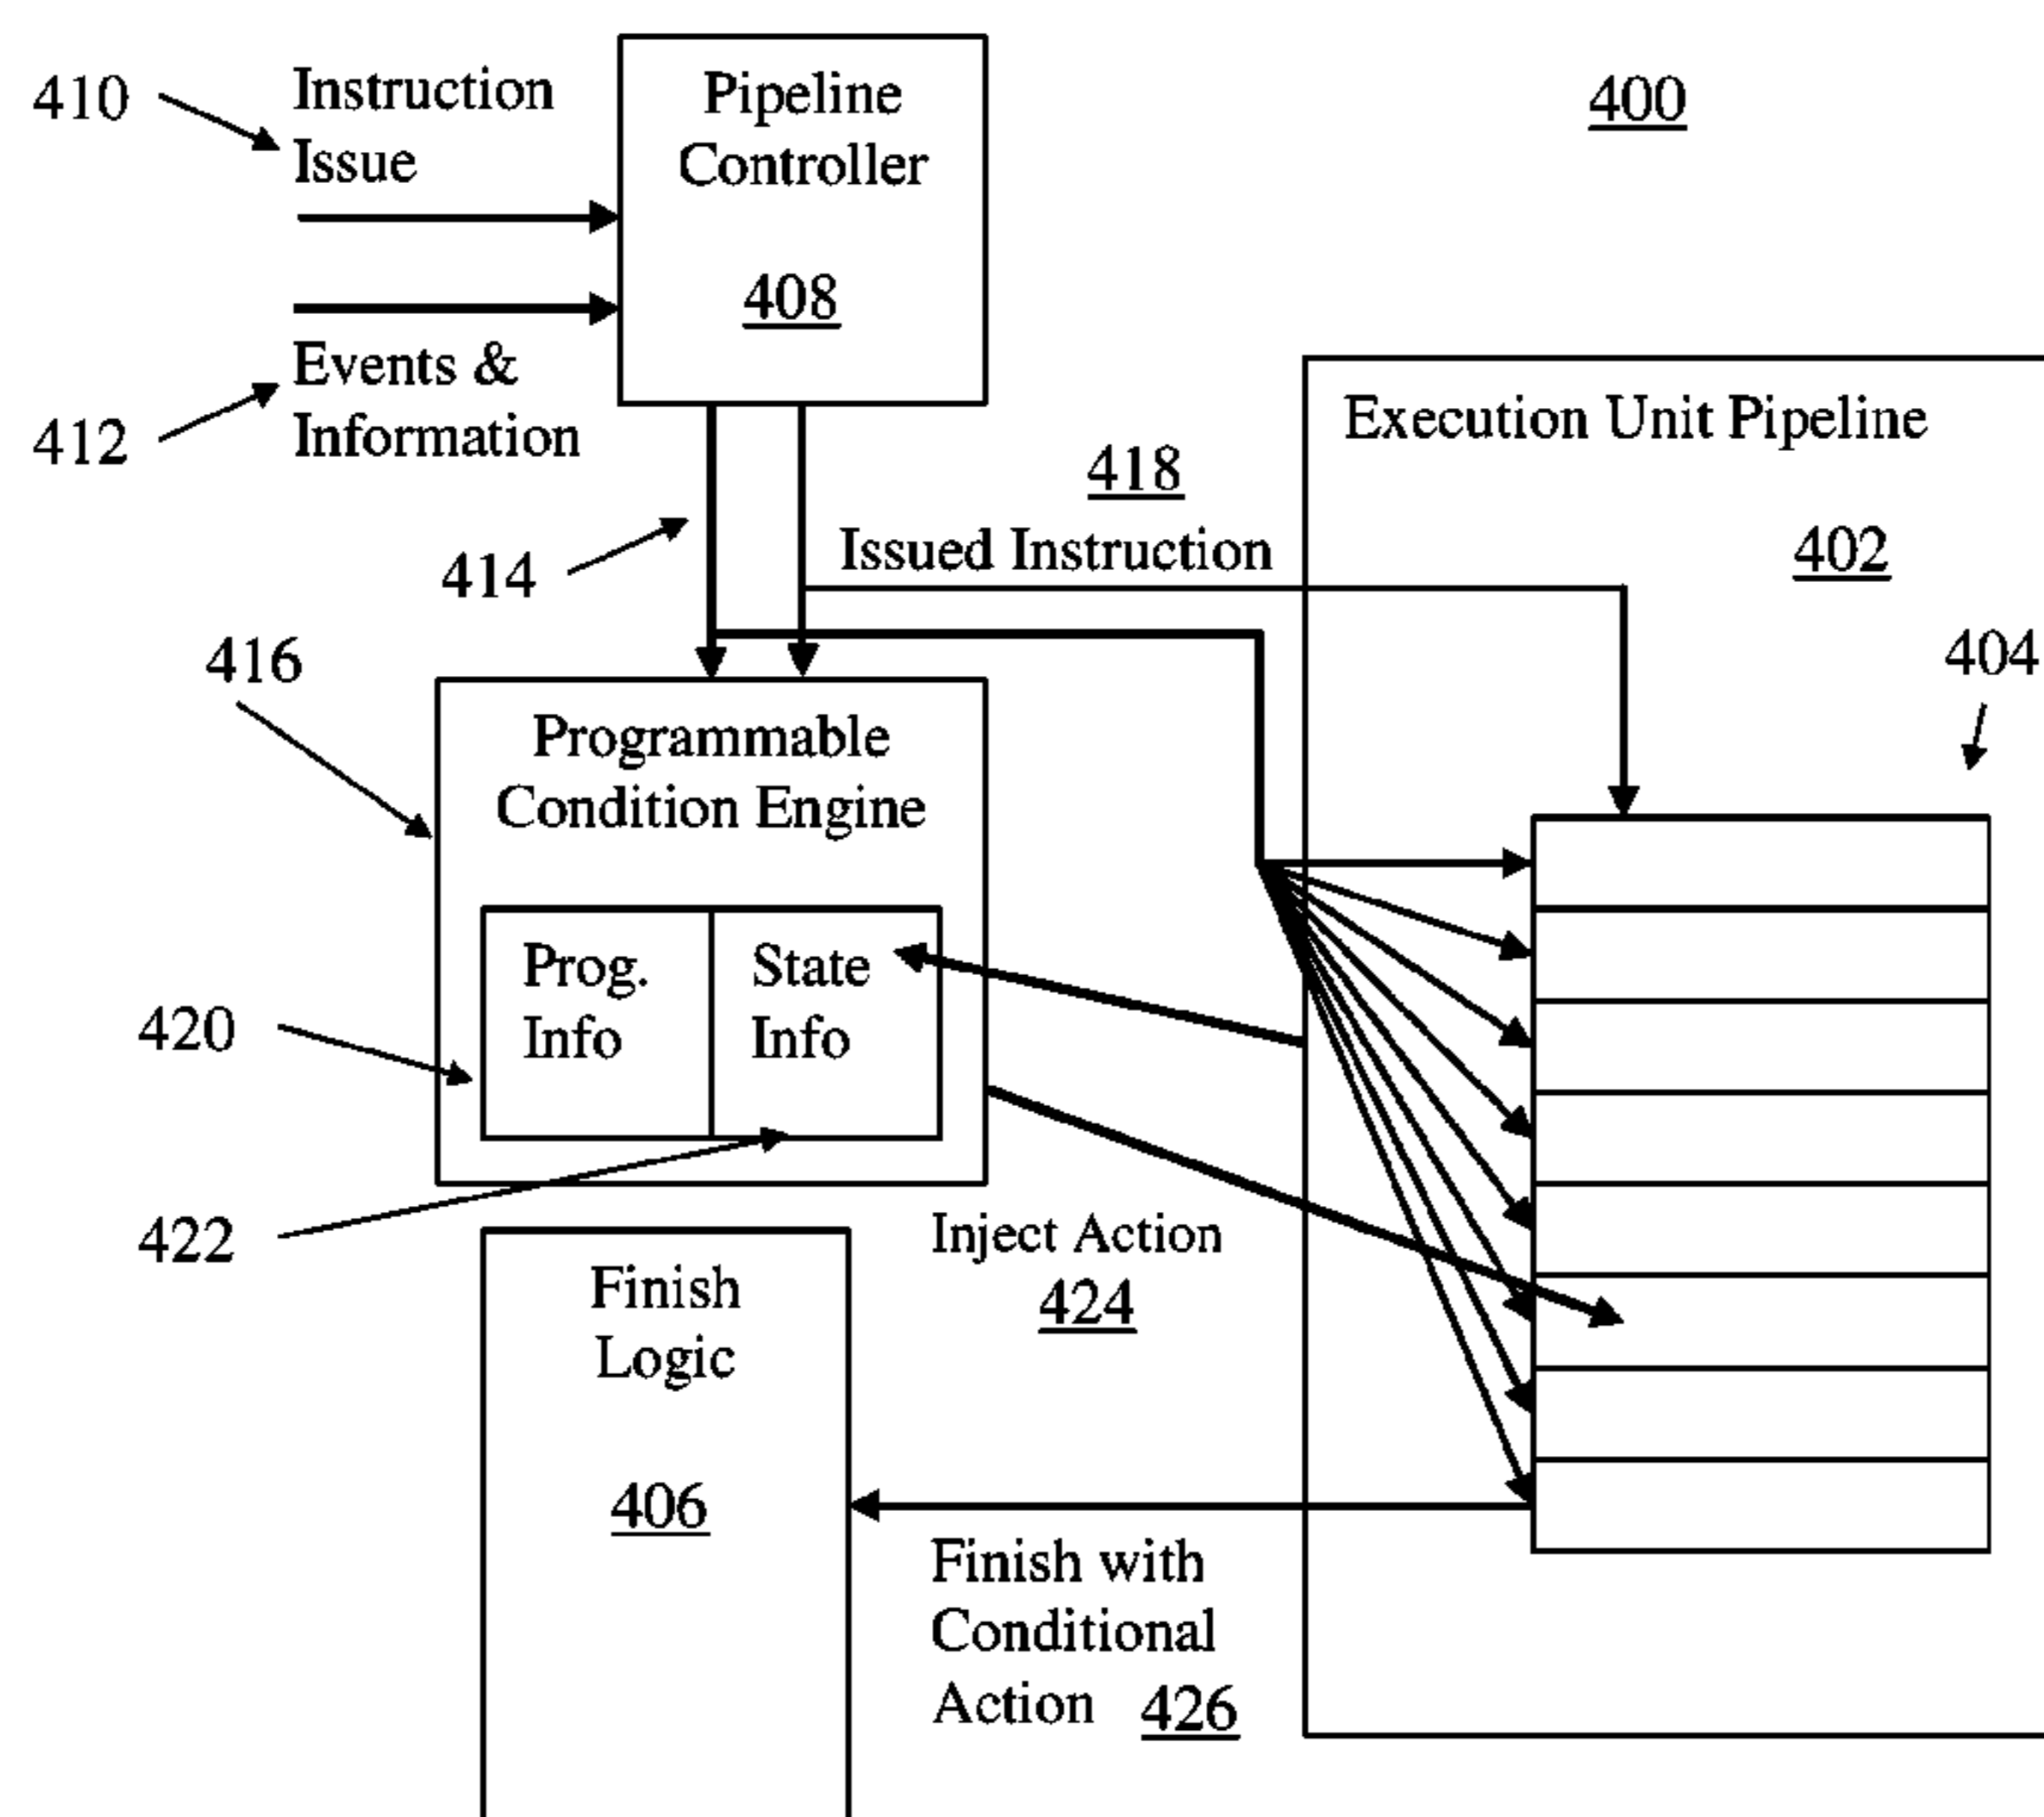 410
Instruction
Issue
Pipeline
Controller
408
400
412
Events &
Information
414
418
Issued Instruction
Execution Unit Pipeline
402
404
416
Programmable
Condition Engine
Prog.
Info
State
Info
420
422
Inject Action
424
Finish
Logic
406
Finish with
Conditional
Action 426